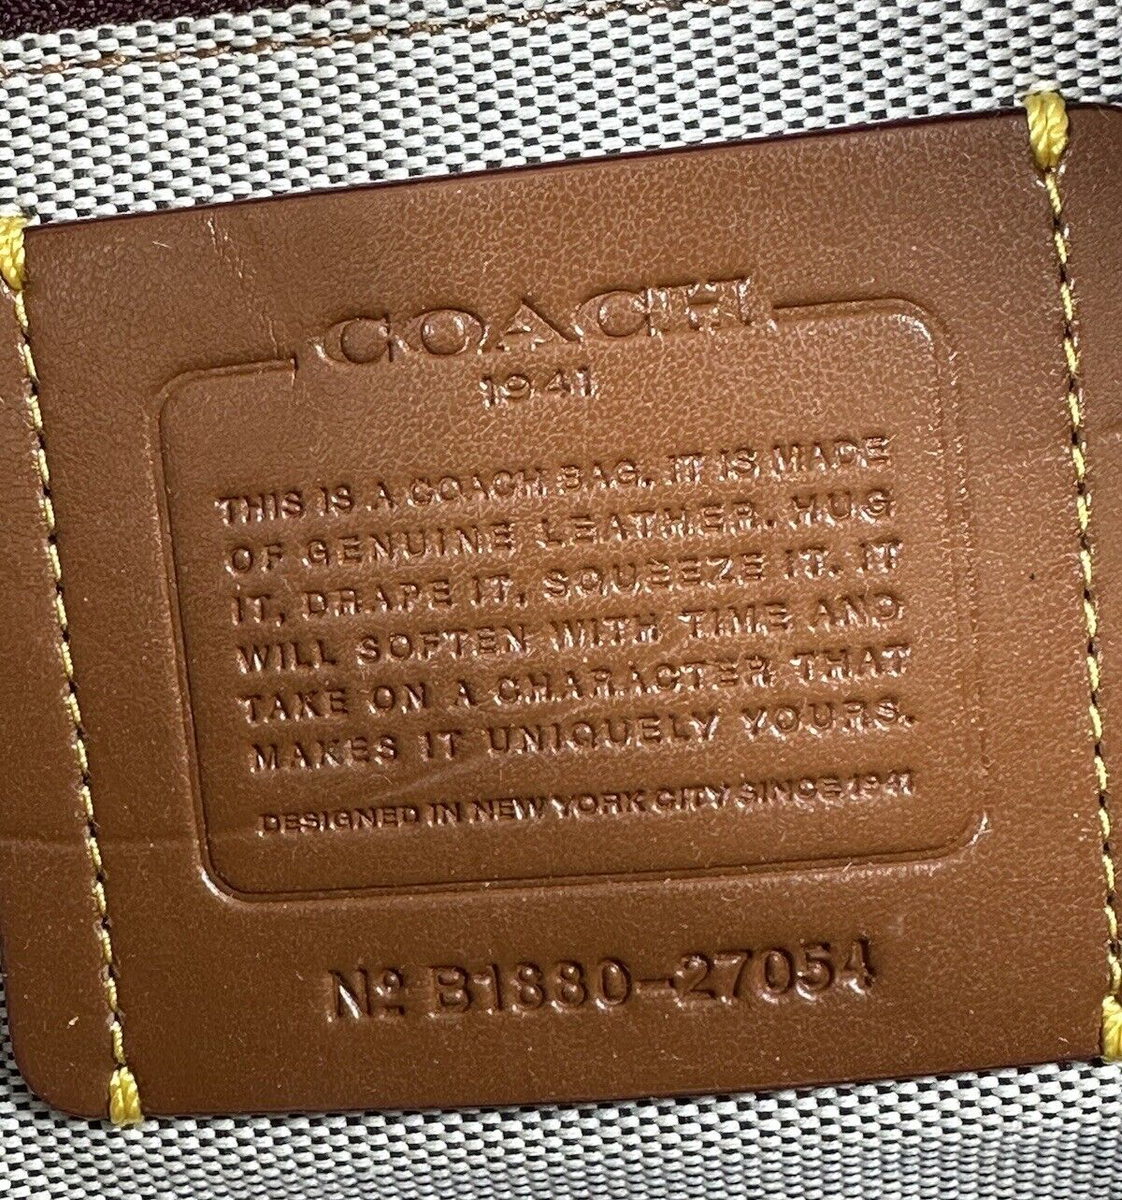 COACH
1941
THIS IS A COACH BAG. IT IS MADE
OF GENUINE LEATHER. HUG
IT, DRAPE IT, SQUEEZE IT. IT
WILL SOFTEN WITH TIME AND
TAKE ON A CHARACTER THAT
MAKES IT UNIQUELY YOURS.
DESIGNED IN NEW YORK CITY SINCE 1941
Nº B1880-27054